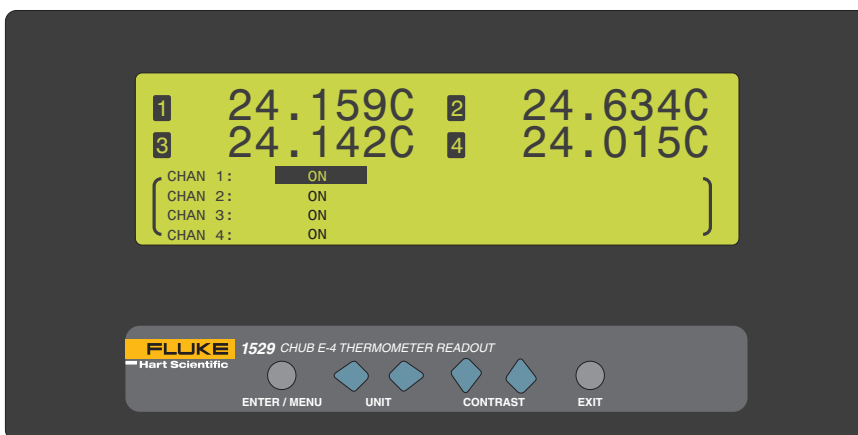 1 24.159C 2 24.634C
3 24.142C 4 24.015C
CHAN 1: ON
CHAN 2: ON
CHAN 3: ON
CHAN 4: ON
FLUKE 1529 CHUB E-4 THERMOMETER READOUT
Hart Scientific
ENTER / MENU UNIT CONTRAST EXIT